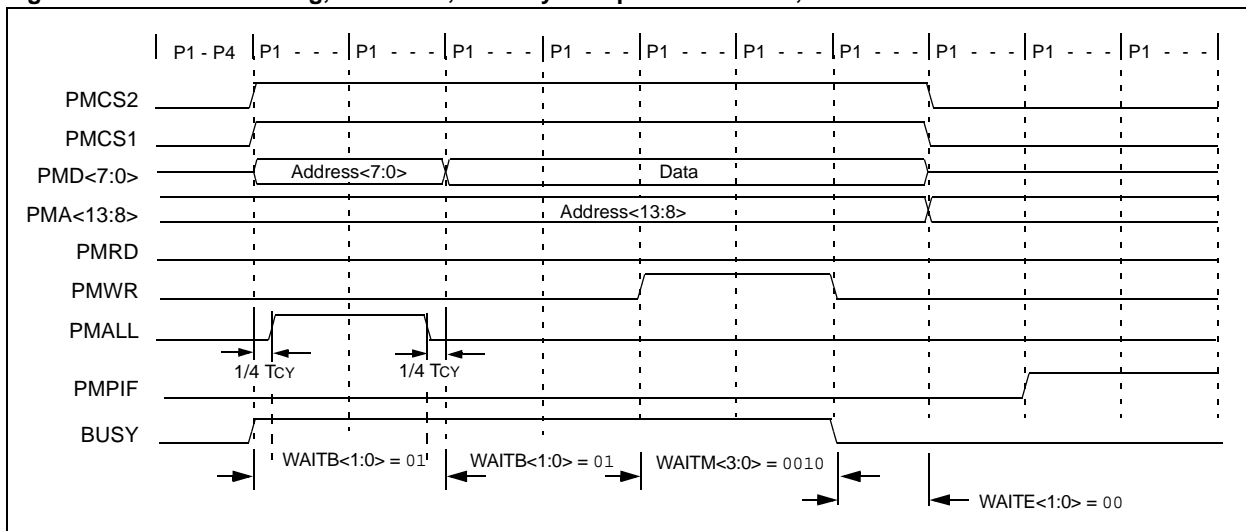 P1 - P4 P1 - - - P1 - - - P1 - - - P1 - - - P1 - - - P1 - - - P1 - - - P1 - - - P1 - - - P1 - - -
PMCS2
PMCS1
PMD<7:0> Address<7:0> Data
PMA<13:8> Address<13:8>
PMRD
PMWR
PMALL
1/4 TCY 1/4 TCY
PMPIF
BUSY
WAITB<1:0> = 01 WAITB<1:0> = 01 WAITM<3:0> = 0010
WAITE<1:0> = 00